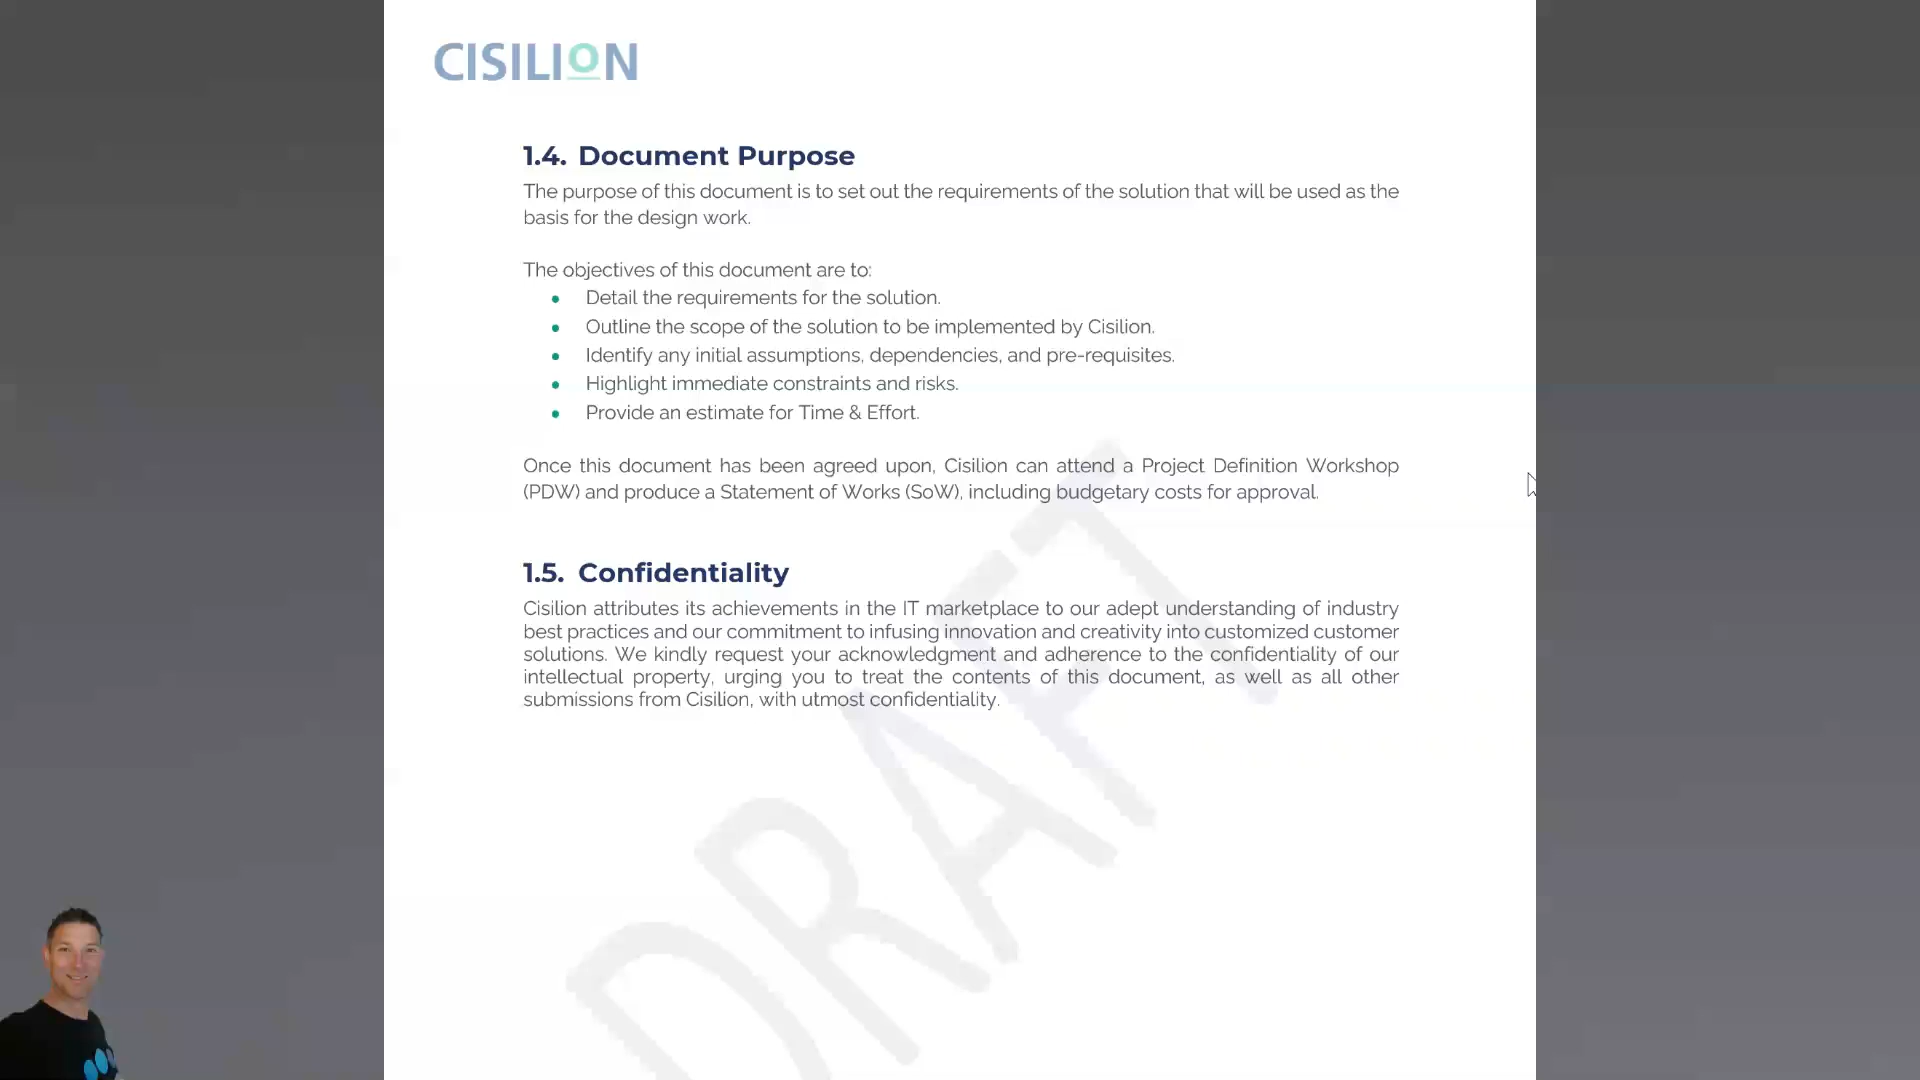 CISILION
1.4. Document Purpose
The purpose of this document is to set out the requirements of the solution that will be used as the
basis for the design work.
The objectives of this document are to:
• Detail the requirements for the solution.
• Outline the scope of the solution to be implemented by Cisilion.
• Identify any initial assumptions, dependencies, and pre-requisites.
• Highlight immediate constraints and risks.
• Provide an estimate for Time & Effort.
Once this document has been agreed upon, Cisilion can attend a Project Definition Workshop
(PDW) and produce a Statement of Works (SoW), including budgetary costs for approval.
1.5. Confidentiality
Cisilion attributes its achievements in the IT marketplace to our adept understanding of industry
best practices and our commitment to infusing innovation and creativity into customized customer
solutions. We kindly request your acknowledgment and adherence to the confidentiality of our
intellectual property, urging you to treat the contents of this document, as well as all other
submissions from Cisilion, with utmost confidentiality.
DRAFT